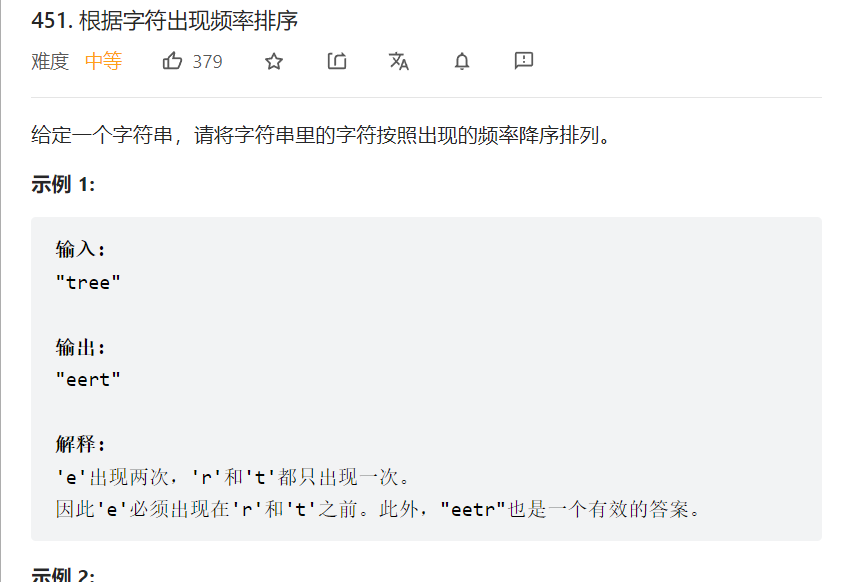 451. 根据字符出现频率排序
难度 中等 379
给定一个字符串，请将字符串里的字符按照出现的频率降序排列。
示例 1:
输入:
"tree"
输出:
"eert"
解释:
'e'出现两次，'r'和't'都只出现一次。
因此'e'必须出现在'r'和't'之前。此外，"eetr"也是一个有效的答案。
示例 2: